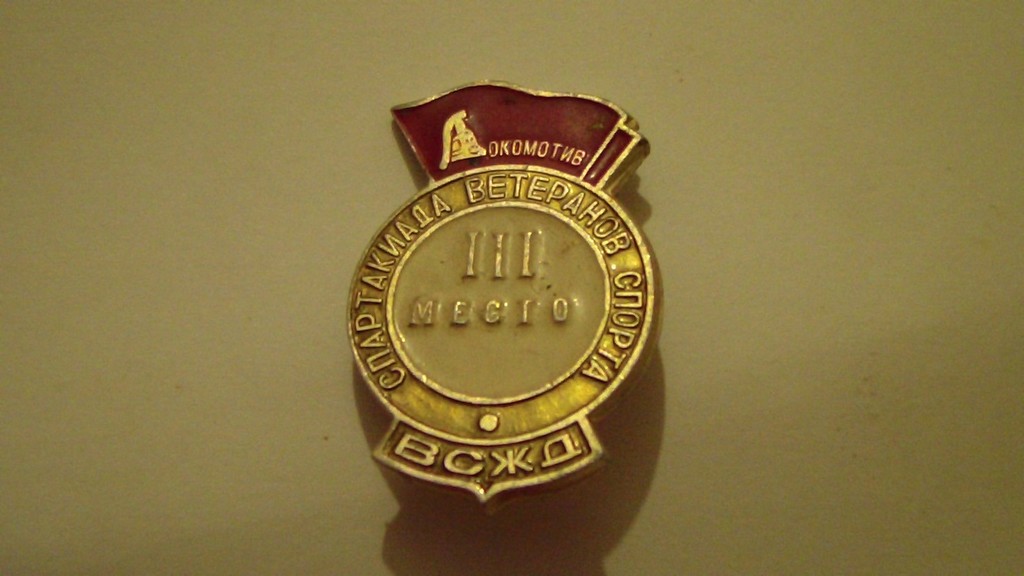 ЛОКОМОТИВ
СПАРТАКИАДА ВЕТЕРАНОВ СПОРТА
III
МЕСТО
ВСЖД